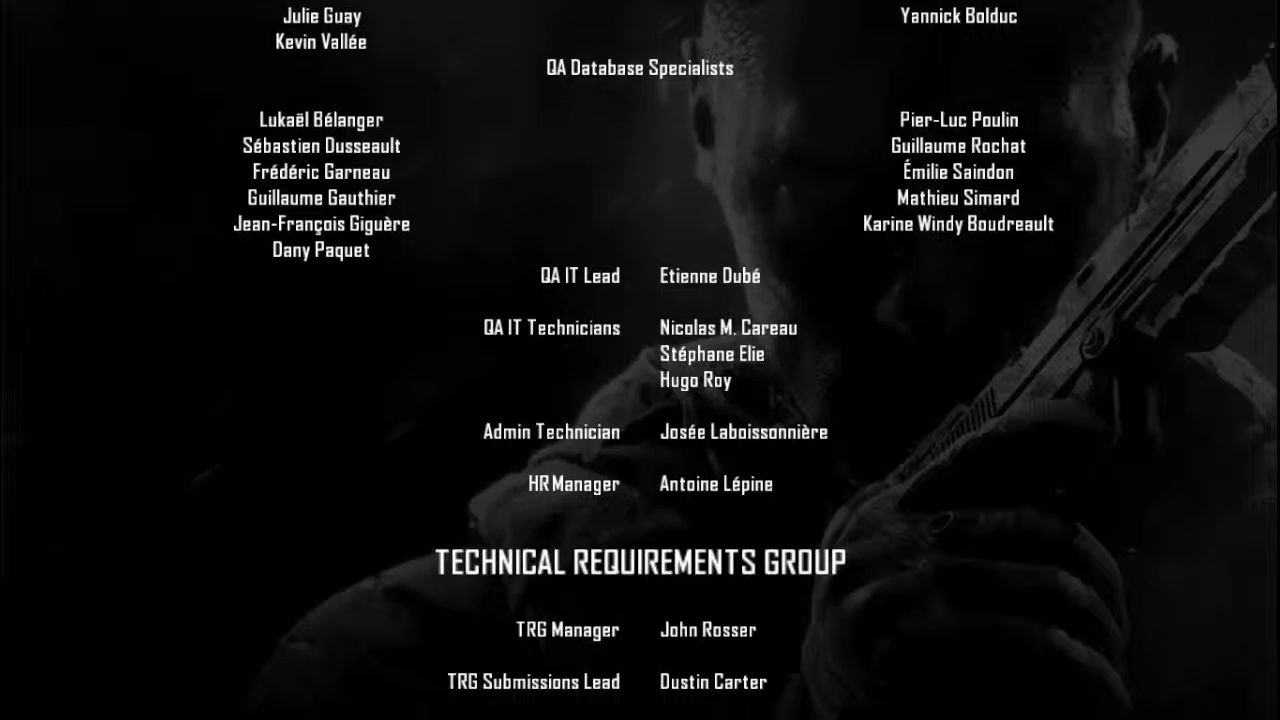 Julie Guay Yannick Bolduc
Kevin Vallée
QA Database Specialists
Lukaël Bélanger Pier-Luc Poulin
Sébastien Dusseault Guillaume Rochat
Frédéric Garneau Émilie Saindon
Guillaume Gauthier Mathieu Simard
Jean-François Giguère Karine Windy Boudreault
Dany Paquet
QA IT Lead Etienne Dubé
QA IT Technicians Nicolas M. Careau
Stéphane Elie
Hugo Roy
Admin Technician Josée Laboissonnière
HR Manager Antoine Lépine
TECHNICAL REQUIREMENTS GROUP
TRG Manager John Rosser
TRG Submissions Lead Dustin Carter